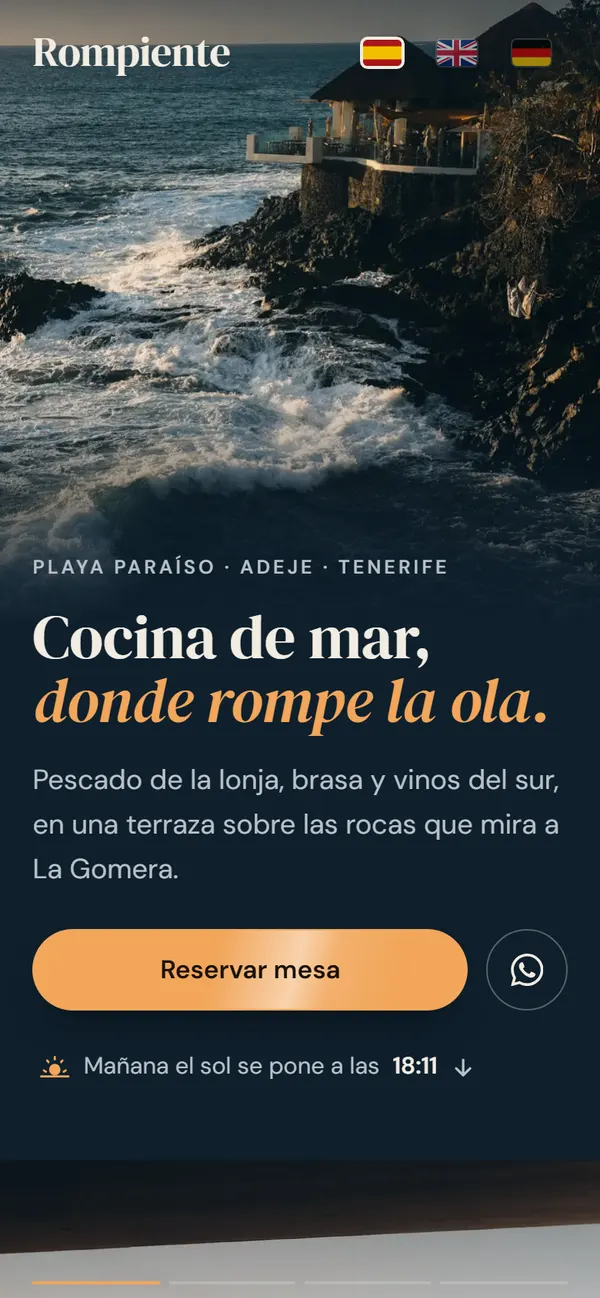 Rompiente
PLAYA PARAÍSO · ADEJE · TENERIFE
Cocina de mar,
donde rompe la ola.
Pescado de la lonja, brasa y vinos del sur,
en una terraza sobre las rocas que mira a
La Gomera.
Reservar mesa
Mañana el sol se pone a las 18:11 ↓